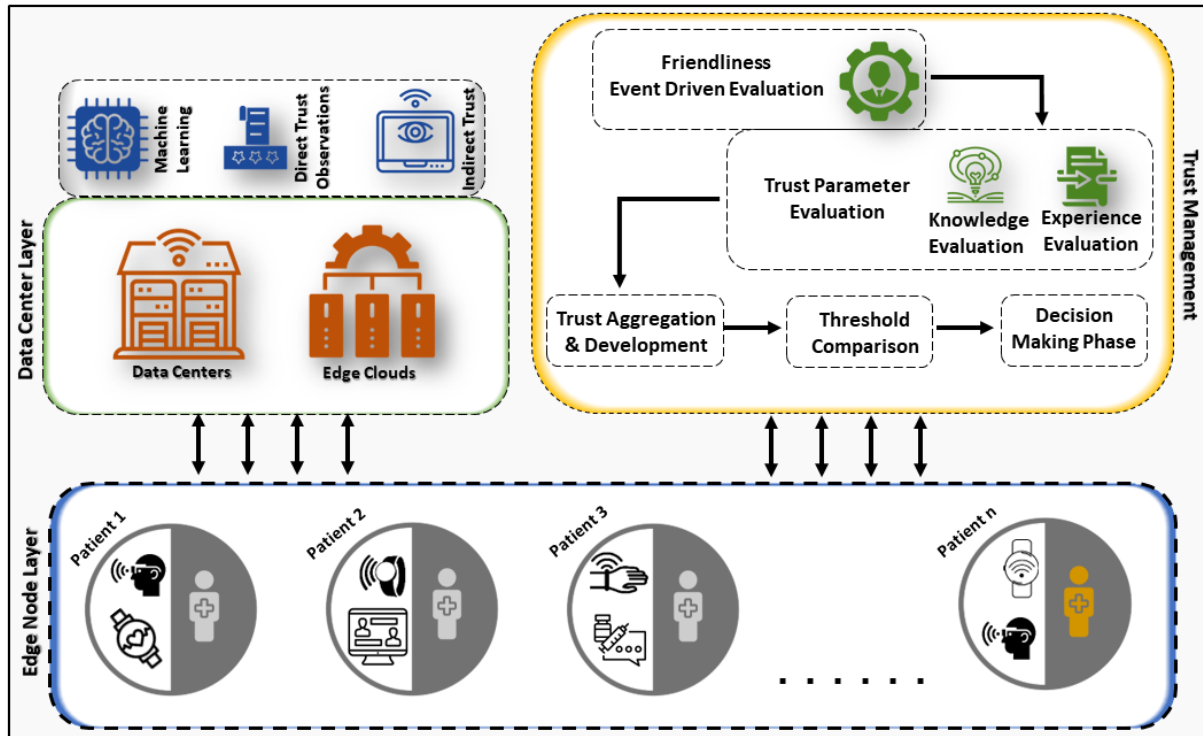 Friendliness
Event Driven Evaluation
Machine
Learning
Direct Trust
Observations
Indirect Trust
Trust Parameter
Evaluation
Knowledge
Evaluation
Experience
Evaluation
Trust Management
Data Center Layer
Data Centers
Edge Clouds
Trust Aggregation
& Development
Threshold
Comparison
Decision
Making Phase
Edge Node Layer
Patient 1
Patient 2
Patient 3
. . . . . .
Patient n